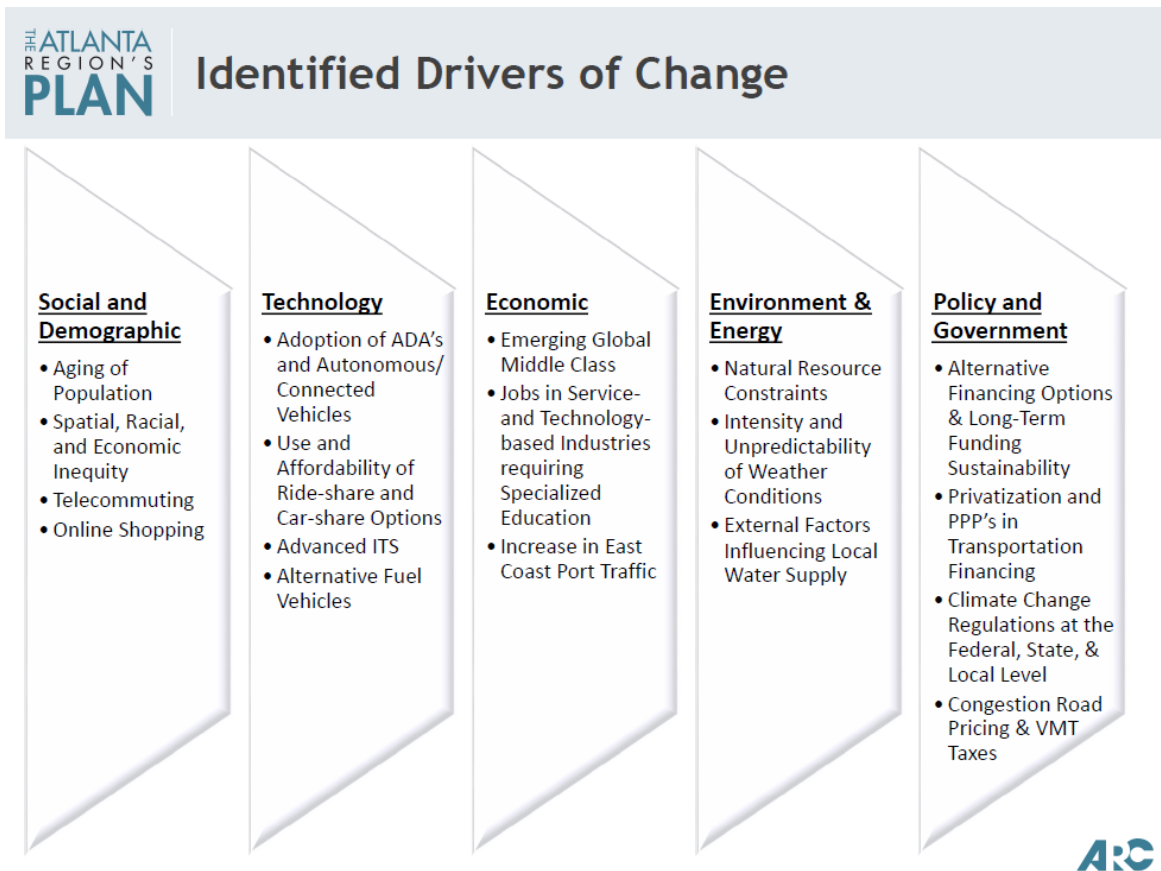 THE ATLANTA
REGION'S
PLAN
Identified Drivers of Change
Social and
Demographic
• Aging of
Population
• Spatial, Racial,
and Economic
Inequity
• Telecommuting
• Online Shopping
Technology
• Adoption of ADA's
and Autonomous/
Connected
Vehicles
• Use and
Affordability of
Ride-share and
Car-share Options
• Advanced ITS
• Alternative Fuel
Vehicles
Economic
• Emerging Global
Middle Class
• Jobs in Service-
and Technology-
based Industries
requiring
Specialized
Education
• Increase in East
Coast Port Traffic
Environment &
Energy
• Natural Resource
Constraints
• Intensity and
Unpredictability
of Weather
Conditions
• External Factors
Influencing Local
Water Supply
Policy and
Government
• Alternative
Financing Options
& Long-Term
Funding
Sustainability
• Privatization and
PPP's in
Transportation
Financing
• Climate Change
Regulations at the
Federal, State, &
Local Level
• Congestion Road
Pricing & VMT
Taxes
ARC